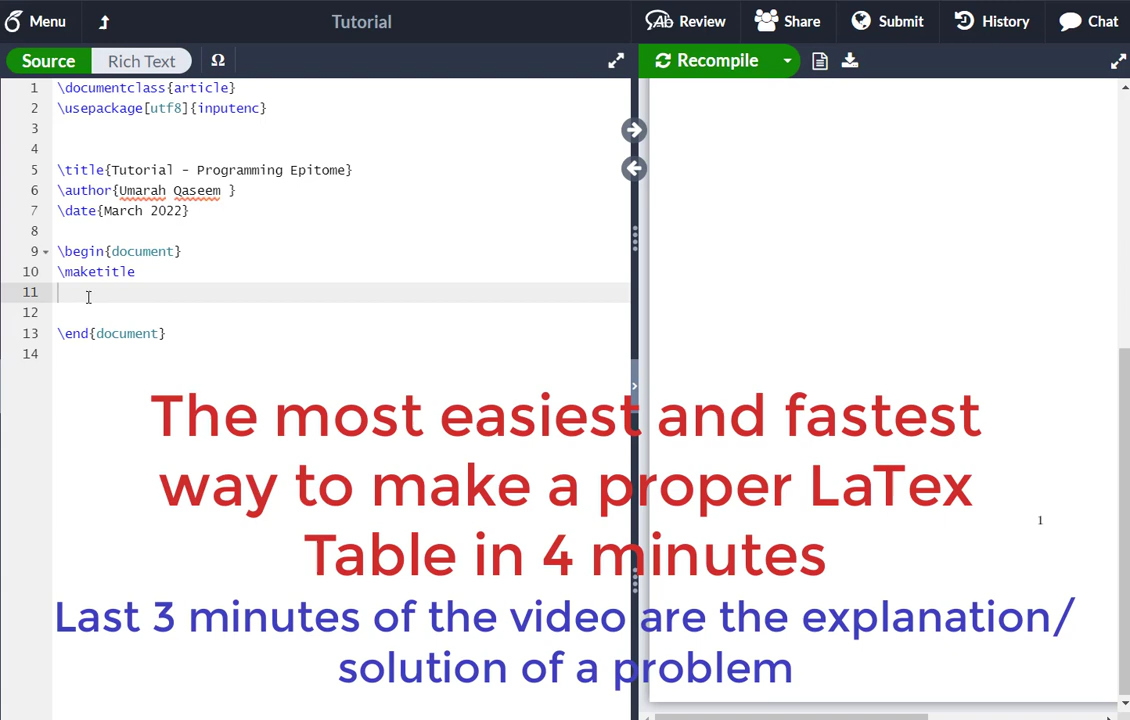 Menu
Tutorial
Review
Share
Submit
History
Chat
Source
Rich Text
Ω
Recompile
1 \documentclass{article}
2 \usepackage[utf8]{inputenc}
3
4
5 \title{Tutorial - Programming Epitome}
6 \author{Umarah Qaseem }
7 \date{March 2022}
8
9 \begin{document}
10 \maketitle
11
12
13 \end{document}
14
The most easiest and fastest
way to make a proper LaTex
Table in 4 minutes
Last 3 minutes of the video are the explanation/
solution of a problem
1